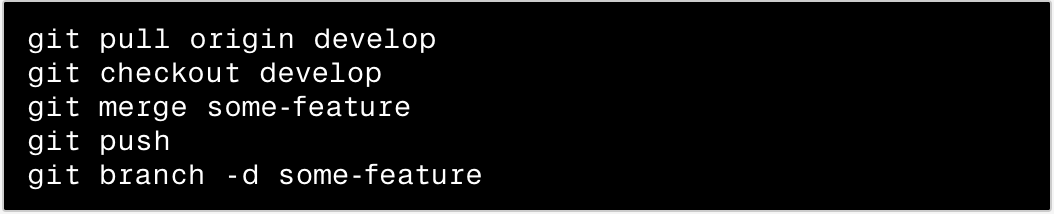 git pull origin develop
git checkout develop
git merge some-feature
git push
git branch -d some-feature